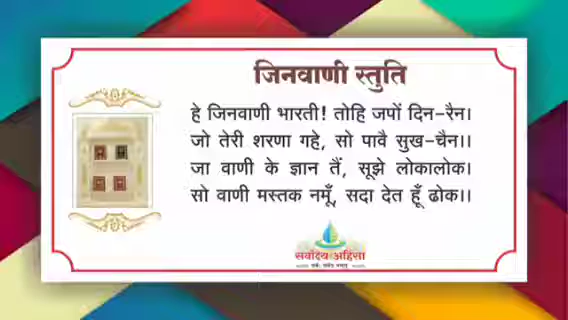 जिनवाणी स्तुति
हे जिनवाणी भारती! तोहि जपों दिन-रैन।
जो तेरी शरणा गहे, सो पावै सुख-चैन।।
जा वाणी के ज्ञान तैं, सूझे लोकालोक।
सो वाणी मस्तक नमूँ, सदा देत हूँ ढोक।।
सर्वोदय अहिंसा